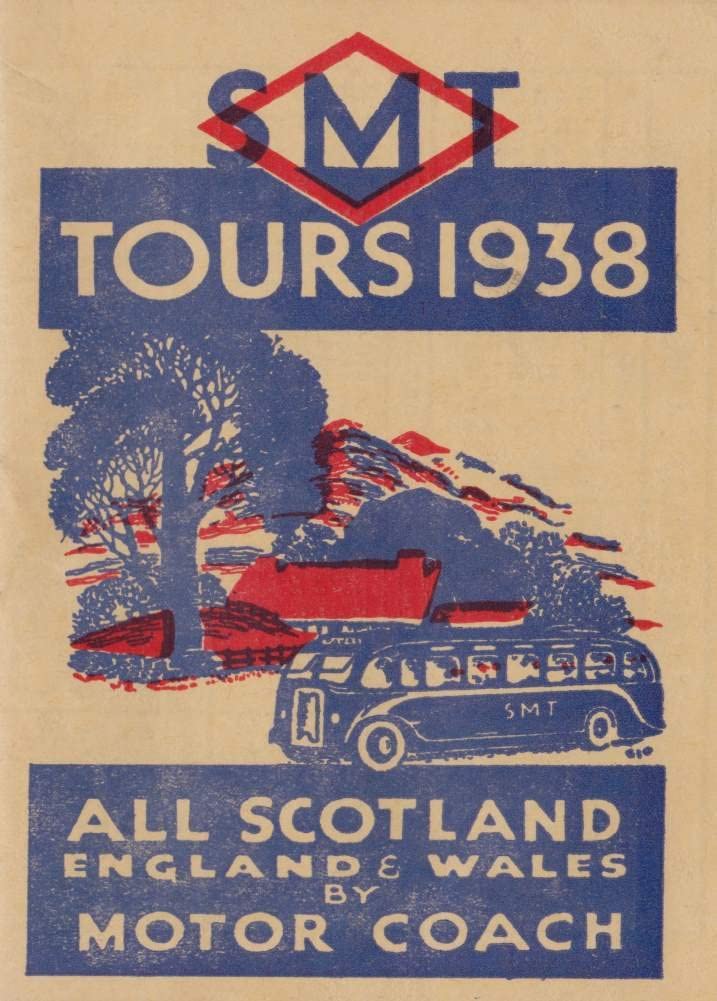 SMT
TOURS 1938
SMT
ALL SCOTLAND
ENGLAND & WALES
BY
MOTOR COACH